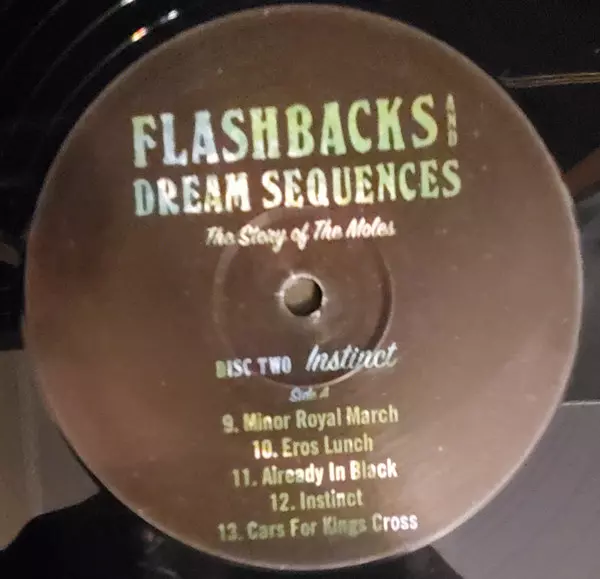 FLASHBACKS AND
DREAM SEQUENCES
The Story of The Moles
DISC TWO Instinct
Side A
9. Minor Royal March
10. Eros Lunch
11. Already In Black
12. Instinct
13. Cars For Kings Cross